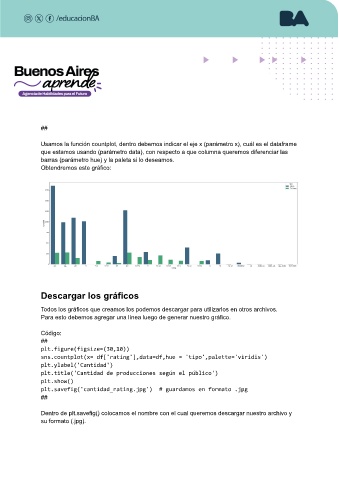 /educacionBA
BA
Buenos Aires
aprende
Agencia de Habilidades para el Futuro
##
Usamos la función countplot, dentro debemos indicar el eje x (parámetro x), cuál es el dataframe
que estamos usando (parámetro data), con respecto a que columna queremos diferenciar las
barras (parámetro hue) y la paleta si lo deseamos.
Obtendremos este gráfico:
Descargar los gráficos
Todos los gráficos que creamos los podemos descargar para utilizarlos en otros archivos.
Para esto debemos agregar una línea luego de generar nuestro gráfico.
Código:
##
plt.figure(figsize=(30,10))
sns.countplot(x= df['rating'],data=df,hue = 'tipo',palette='viridis')
plt.ylabel('Cantidad')
plt.title('Cantidad de producciones según el público')
plt.show()
plt.savefig('cantidad_rating.jpg') # guardamos en formato .jpg
##
Dentro de plt.savefig() colocamos el nombre con el cual queremos descargar nuestro archivo y
su formato (.jpg).